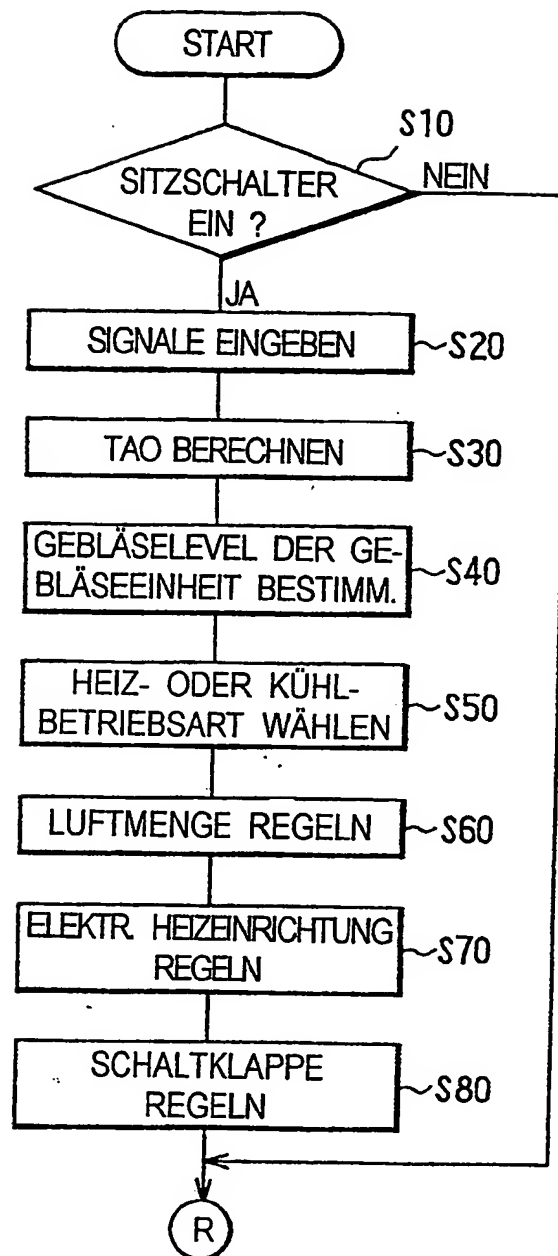 START
S10
SITZSCHALTER
EIN ?
NEIN
JA
SIGNALE EINGEBEN
S20
TAO BERECHNEN
S30
GEBLÄSELEVEL DER GE-
BLÄSEEINHEIT BESTIMM.
S40
HEIZ- ODER KÜHL-
BETRIEBSART WÄHLEN
S50
LUFTMENGE REGELN
S60
ELEKTR. HEIZEINRICHTUNG
REGELN
S70
SCHALTKLAPPE
REGELN
S80
R